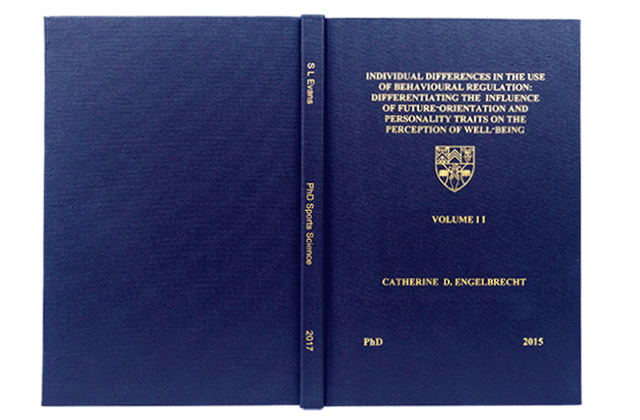 S L Evans
PhD Sports Science
2017
INDIVIDUAL DIFFERENCES IN THE USE
OF BEHAVIOURAL REGULATION:
DIFFERENTIATING THE INFLUENCE
OF FUTURE-ORIENTATION AND
PERSONALITY TRAITS ON THE
PERCEPTION OF WELL-BEING
VOLUME I I
CATHERINE D. ENGELBRECHT
PhD 2015